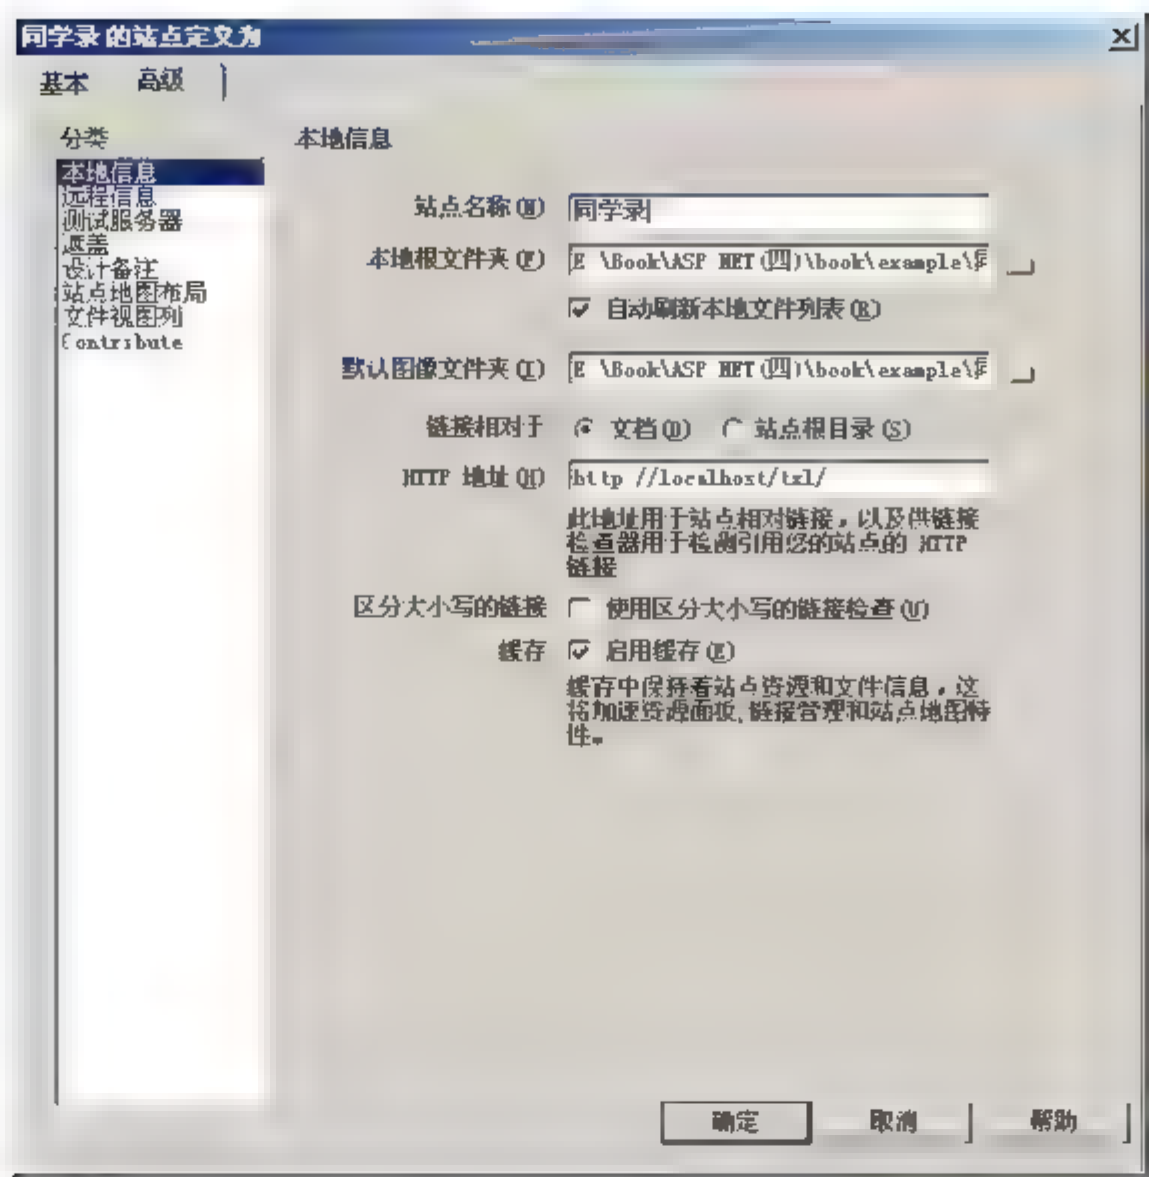 同学录 的站点定义为
基本 高级
分类
本地信息
远程信息
测试服务器
遮盖
设计备注
站点地图布局
文件视图列
Contribute
本地信息
站点名称(N) 同学录
本地根文件夹(F) E \Book\ASP NET(四)\book\example\
自动刷新本地文件列表(R)
默认图像文件夹(I) E \Book\ASP NET(四)\book\example\
链接相对于 文档(D) 站点根目录(S)
HTTP 地址(H) http //localhost/txl/
此地址用于站点相对链接，以及供链接
检查器用于检测引用您的站点的 HTTP
链接
区分大小写的链接 使用区分大小写的链接检查(U)
缓存 启用缓存(E)
缓存中保持着站点资源和文件信息，这
将加速资源面板,链接管理和站点地图特
性。
确定 取消 帮助